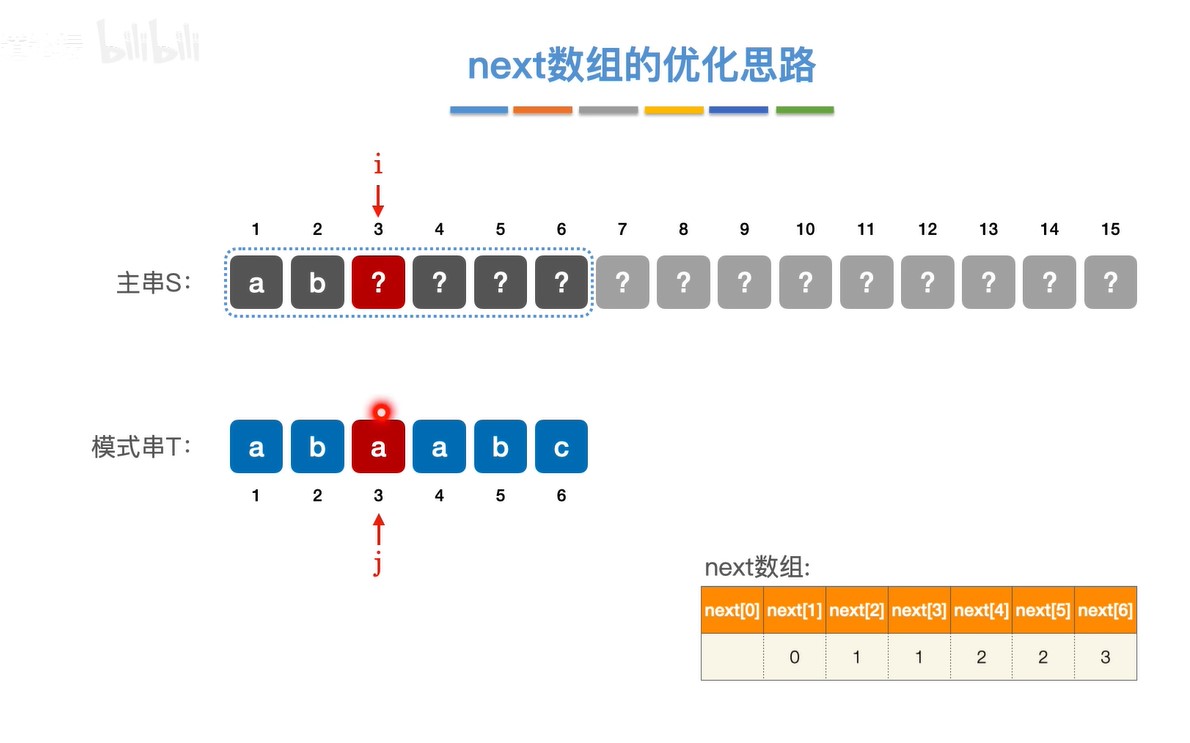 bilibili
next数组的优化思路
i
1 2 3 4 5 6 7 8 9 10 11 12 13 14 15
主串S: a b ? ? ? ? ? ? ? ? ? ? ? ? ?
模式串T: a b a a b c
1 2 3 4 5 6
j
next数组:
next[0] next[1] next[2] next[3] next[4] next[5] next[6]
0 1 1 2 2 3